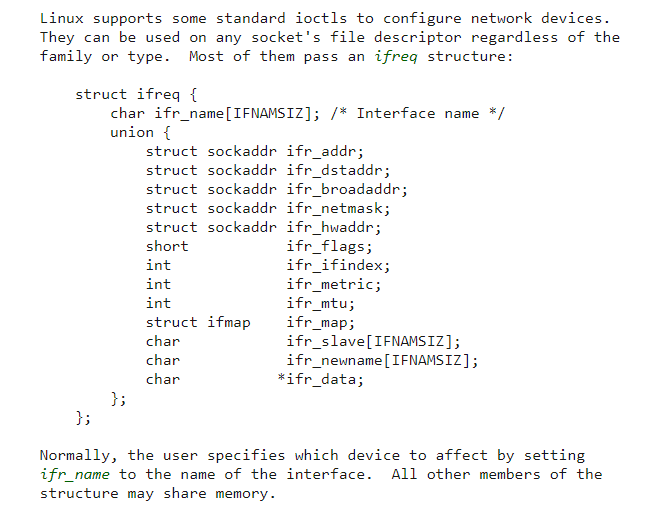 Linux supports some standard ioctls to configure network devices.
They can be used on any socket's file descriptor regardless of the
family or type.  Most of them pass an ifreq structure:

    struct ifreq {
        char ifr_name[IFNAMSIZ]; /* Interface name */
        union {
            struct sockaddr ifr_addr;
            struct sockaddr ifr_dstaddr;
            struct sockaddr ifr_broadaddr;
            struct sockaddr ifr_netmask;
            struct sockaddr ifr_hwaddr;
            short           ifr_flags;
            int             ifr_ifindex;
            int             ifr_metric;
            int             ifr_mtu;
            struct ifmap    ifr_map;
            char            ifr_slave[IFNAMSIZ];
            char            ifr_newname[IFNAMSIZ];
            char           *ifr_data;
        };
    };

Normally, the user specifies which device to affect by setting
ifr_name to the name of the interface.  All other members of the
structure may share memory.